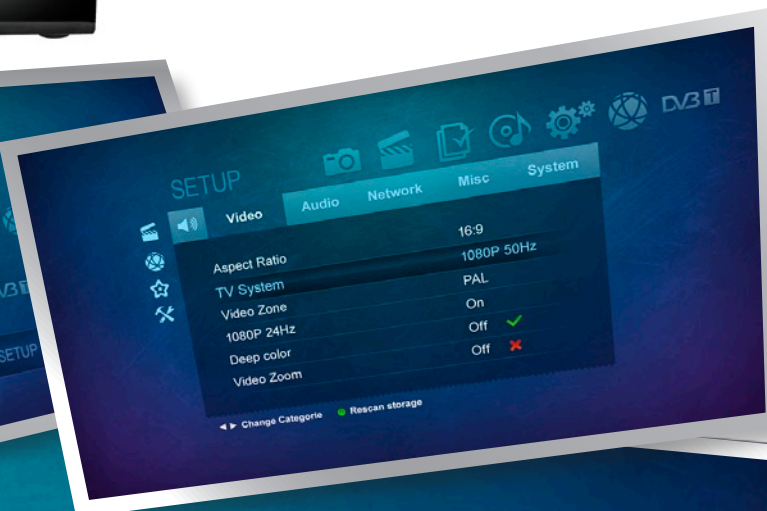 SETUP
DVB T
Video Audio Network Misc System
Aspect Ratio 16:9
TV System 1080P 50Hz
Video Zone PAL
1080P 24Hz On
Deep color Off
Video Zoom Off
Change Categorie Rescan storage
VB T
SETUP